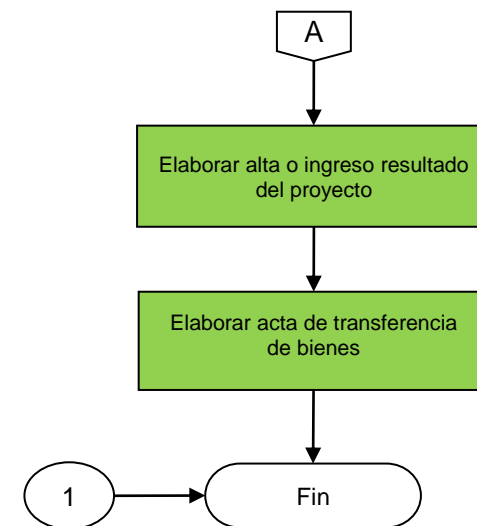 A
Elaborar alta o ingreso resultado
del proyecto
Elaborar acta de transferencia
de bienes
1
Fin